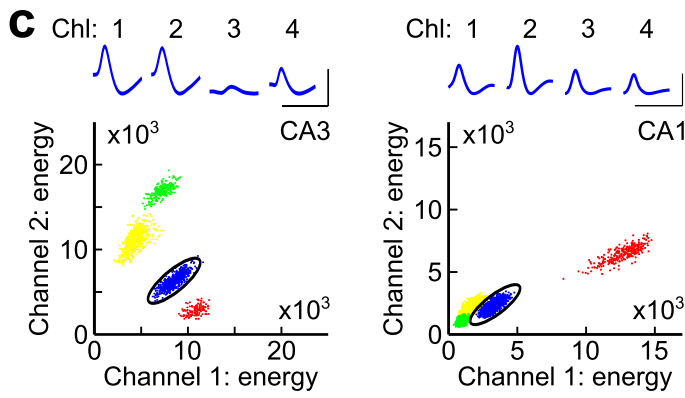 C
Chl: 1 2 3 4
Chl: 1 2 3 4
x10³ CA3
20
10
0
0 10 20
x10³
Channel 2: energy
Channel 1: energy
x10³ CA1
15
10
5
0
0 5 10 15
x10³
Channel 2: energy
Channel 1: energy